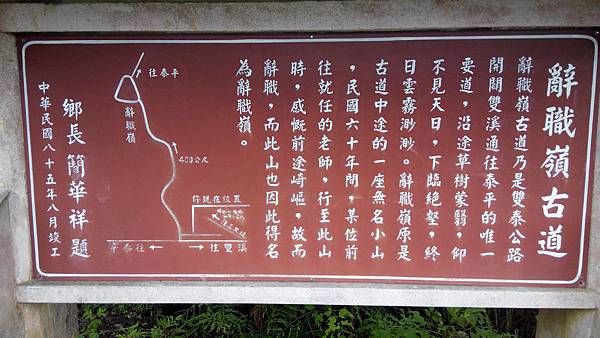 辭職嶺古道
辭職嶺古道乃是雙泰公路
開闢雙溪通往泰平的唯一
要道，沿途草樹蒙翳，仰
不見天日，下臨絕壑，終
日雲霧渺渺。辭職嶺原是
古道中途的一座無名小山
，民國六十年間，某位前
往就任的老師，行至此山
時，感慨前途崎嶇，故而
辭職，而此山也因此得名
為辭職嶺。
往泰平
辭職嶺
400公尺
你現在位置
平泰往
往雙溪
鄉長簡華祥題
中華民國八十五年八月竣工